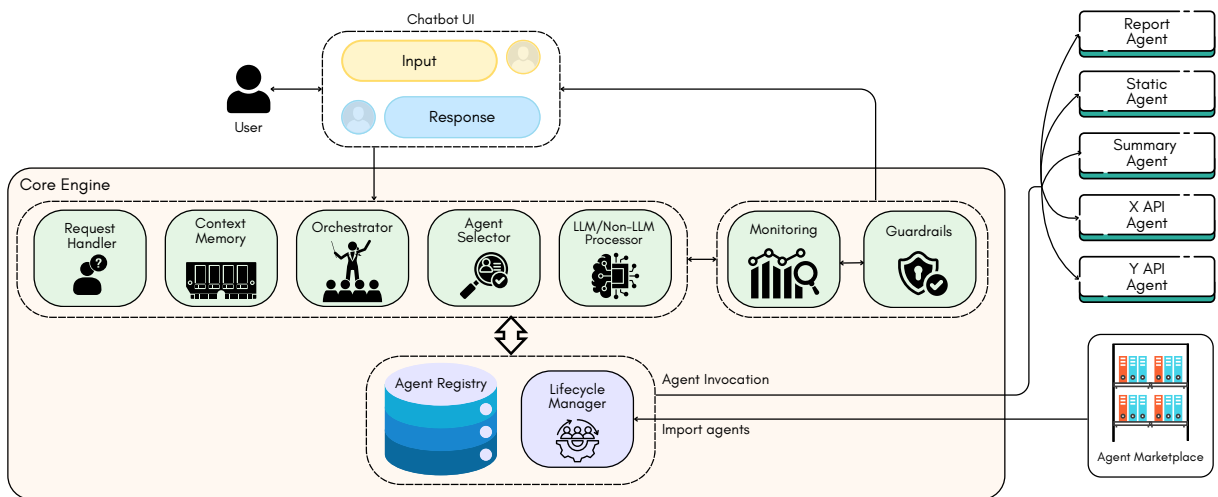 Chatbot UI
Input
Response
User
Core Engine
Request
Handler
?
Context
Memory
Orchestrator
Agent
Selector
LLM/Non-LLM
Processor
Monitoring
Guardrails
Agent Registry
Lifecycle
Manager
Agent Invocation
Import agents
Report
Agent
Static
Agent
Summary
Agent
X API
Agent
Y API
Agent
Agent Marketplace